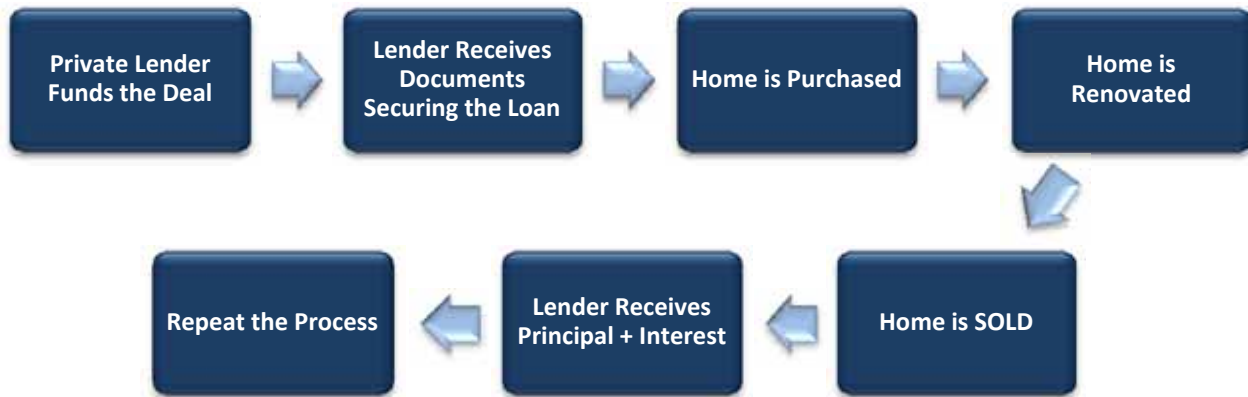 Private Lender
Funds the Deal
Lender Receives
Documents
Securing the Loan
Home is Purchased
Home is
Renovated
Repeat the Process
Lender Receives
Principal + Interest
Home is SOLD